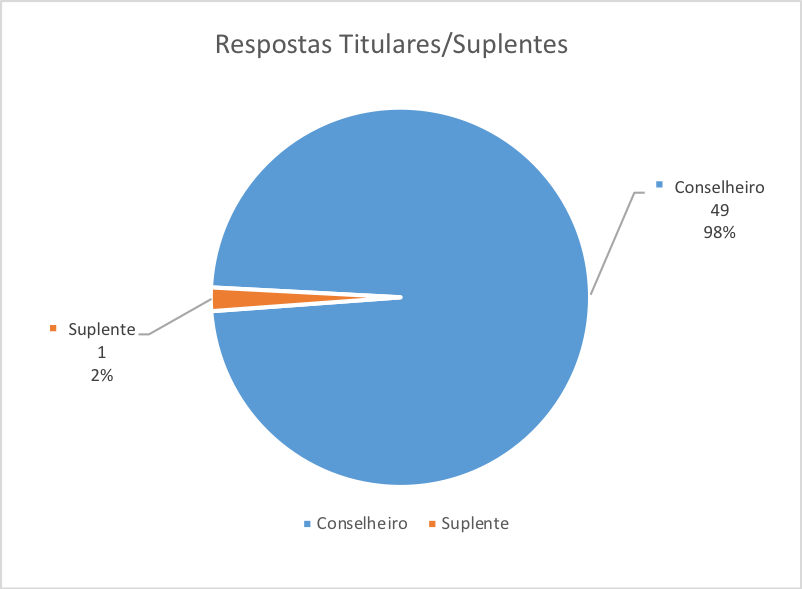 Respostas Titulares/Suplentes
Conselheiro
49
98%
Suplente
1
2%
Conselheiro
Suplente